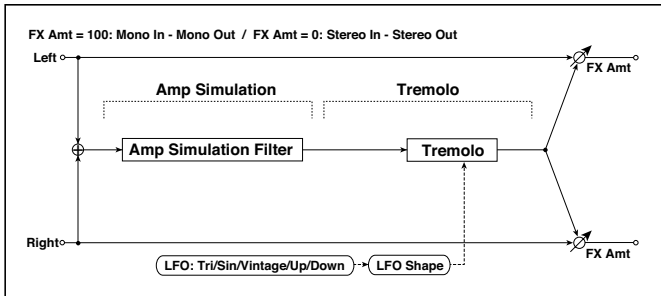 FX Amt = 100: Mono In - Mono Out / FX Amt = 0: Stereo In - Stereo Out
Left
FX Amt
Amp Simulation
Tremolo
Amp Simulation Filter
Tremolo
Right
FX Amt
LFO: Tri/Sin/Vintage/Up/Down
LFO Shape